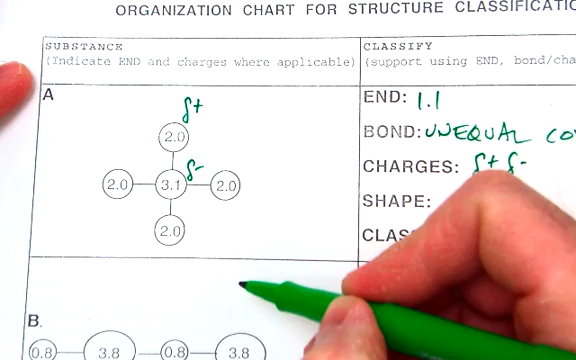 ORGANIZATION CHART FOR STRUCTURE CLASSIFICATIO
SUBSTANCE
(Indicate END and charges where applicable)
CLASSIFY
(support using END, bond/cha
A
δ+
2.0
δ-
2.0 3.1 2.0
2.0
END: 1.1
BOND: UNEQUAL CO
CHARGES: δ+ δ-
SHAPE:
CLAS
B.
0.8 3.8 0.8 3.8